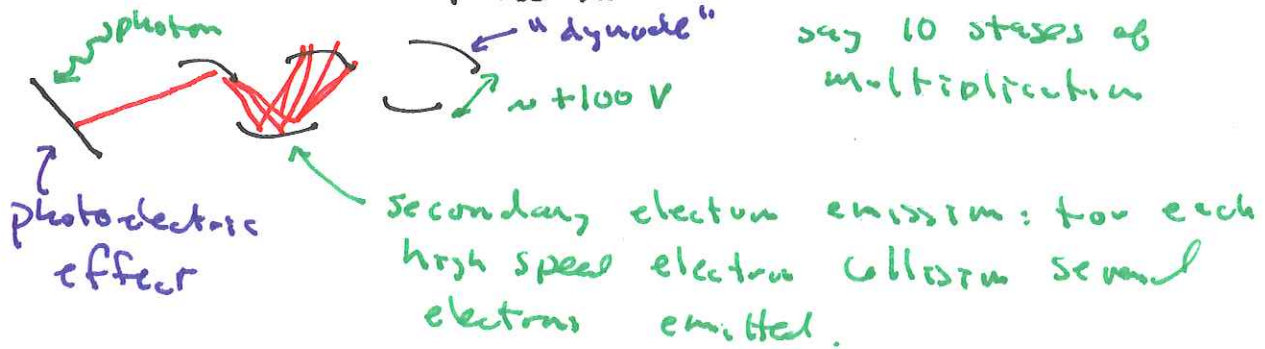 photon
"dynode"
say 10 stages of
multiplication
~ +100 V
photoelectric
effect
secondary electron emission: for each
high speed electron collision several
electrons emitted.